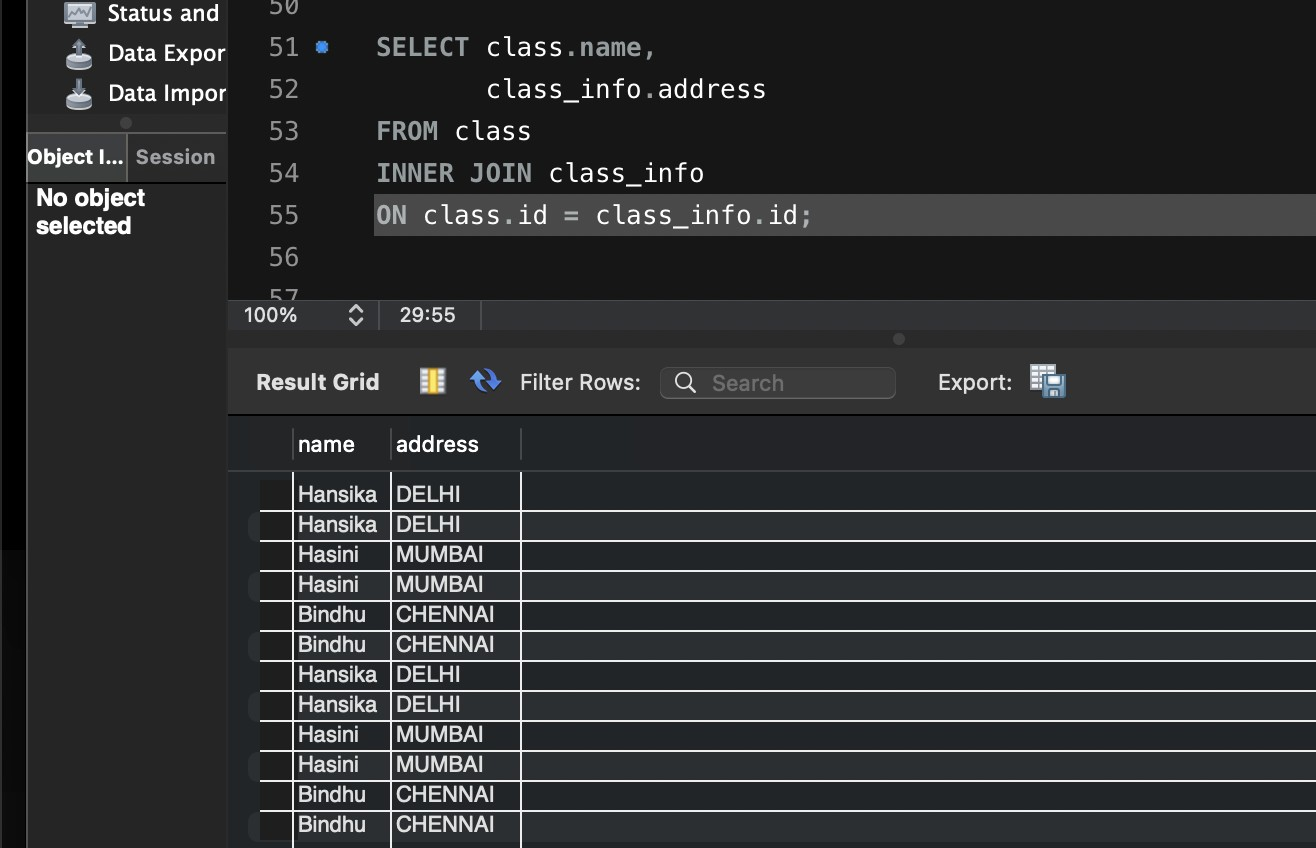 Status and
Data Expor
Data Impor
Object I... Session
No object
selected
50
51 SELECT class.name,
52 class_info.address
53 FROM class
54 INNER JOIN class_info
55 ON class.id = class_info.id;
56
57
100% 29:55
Result Grid Filter Rows: Search Export:
name address
Hansika DELHI
Hansika DELHI
Hasini MUMBAI
Hasini MUMBAI
Bindhu CHENNAI
Bindhu CHENNAI
Hansika DELHI
Hansika DELHI
Hasini MUMBAI
Hasini MUMBAI
Bindhu CHENNAI
Bindhu CHENNAI